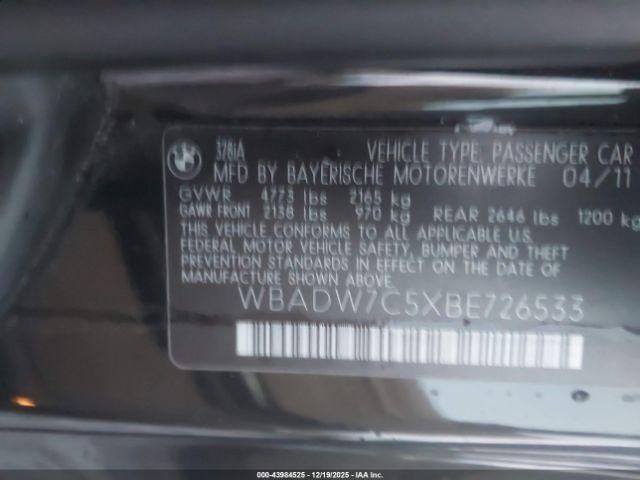 BMW
328iA VEHICLE TYPE, PASSENGER CAR
MFD BY BAYERISCHE MOTORENWERKE 04/11
GVWR 4773 lbs 2165 kg
GAWR FRONT 2138 lbs 970 kg REAR 2646 lbs 1200 kg
THIS VEHICLE CONFORMS TO ALL APPLICABLE U.S.
FEDERAL MOTOR VEHICLE SAFETY, BUMPER AND THEFT
PREVENTION STANDARDS IN EFFECT ON THE DATE OF
MANUFACTURE SHOWN ABOVE.
WBADW7C5XBE726533
000-43984525 - 12/19/2025 - IAA Inc.